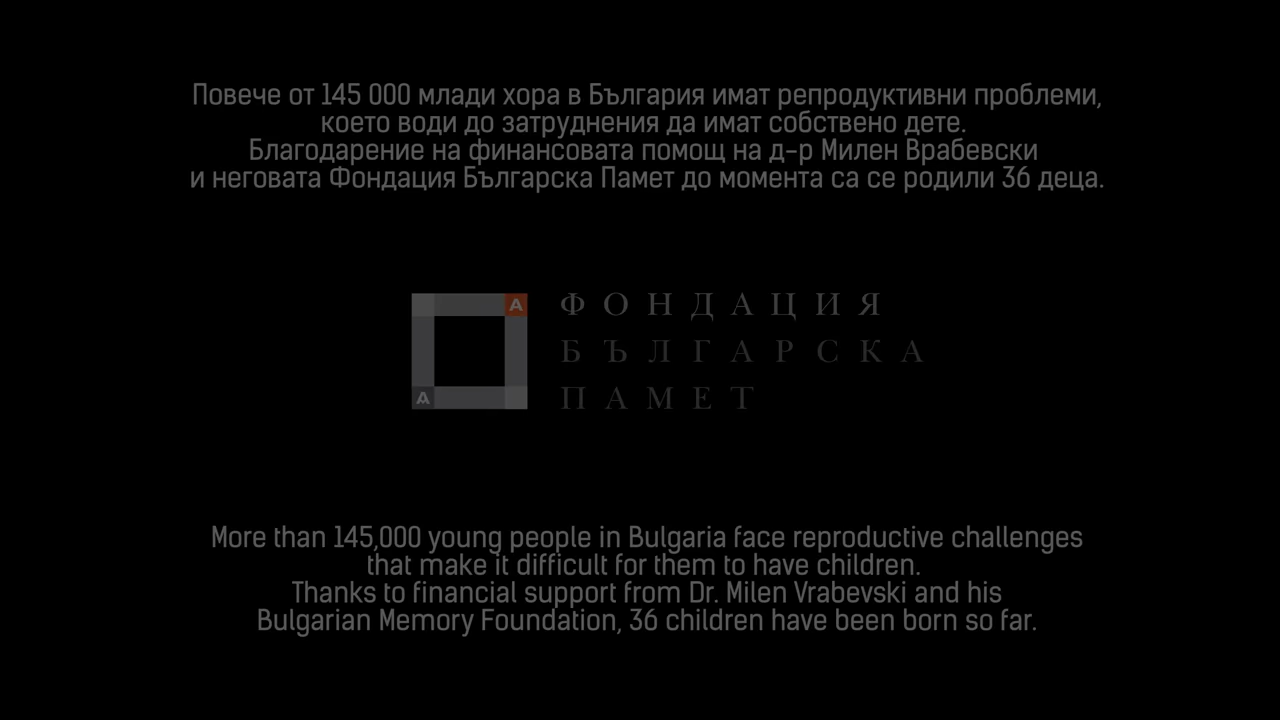 Повече от 145 000 млади хора в България имат репродуктивни проблеми,
което води до затруднения да имат собствено дете.
Благодарение на финансовата помощ на д-р Милен Врабевски
и неговата Фондация Българска Памет до момента са се родили 36 деца.
А
ФОНДАЦИЯ
БЪЛГАРСКА
А
ПАМЕТ
More than 145,000 young people in Bulgaria face reproductive challenges
that make it difficult for them to have children.
Thanks to financial support from Dr. Milen Vrabevski and his
Bulgarian Memory Foundation, 36 children have been born so far.